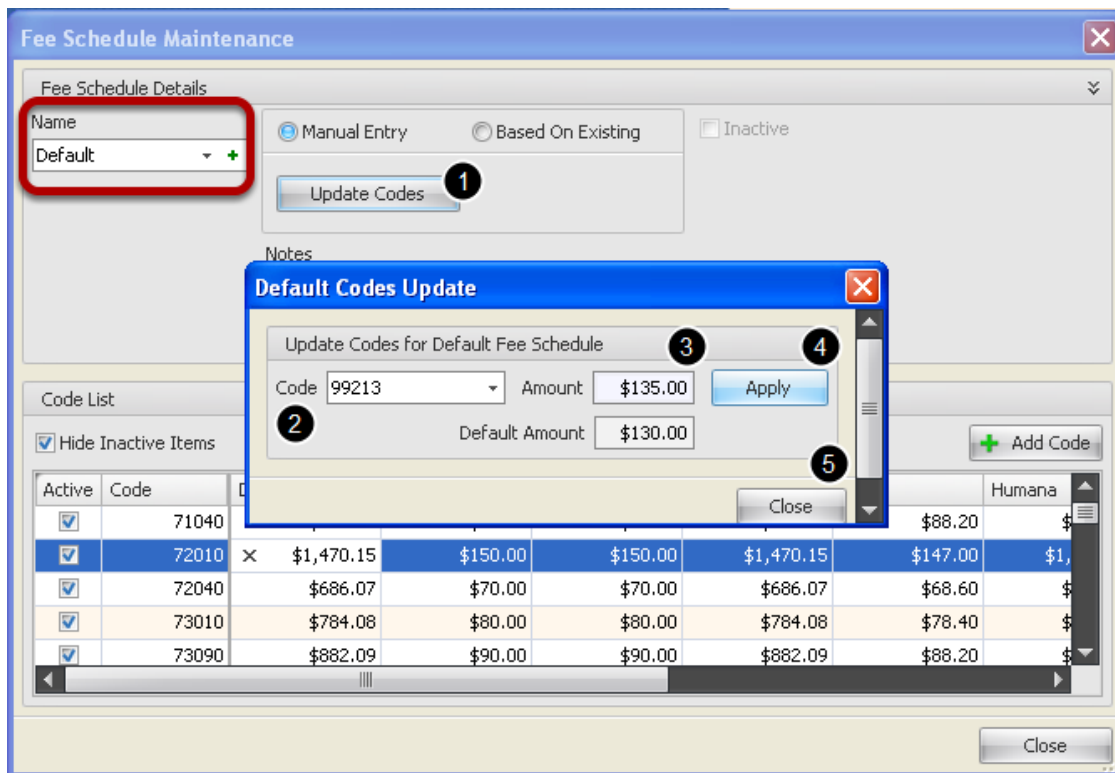 Fee Schedule Maintenance
Fee Schedule Details
Name
Default
Manual Entry Based On Existing Inactive
Update Codes 1
Notes
Default Codes Update
Update Codes for Default Fee Schedule 3 4
Code 99213 Amount $135.00 Apply
2 Default Amount $130.00
5
Close
Code List
Hide Inactive Items Add Code
Active Code Humana
71040 $88.20 $
72010 $1,470.15 $150.00 $150.00 $1,470.15 $147.00 $1,
72040 $686.07 $70.00 $70.00 $686.07 $68.60 $
73010 $784.08 $80.00 $80.00 $784.08 $78.40 $
73090 $882.09 $90.00 $90.00 $882.09 $88.20 $
Close